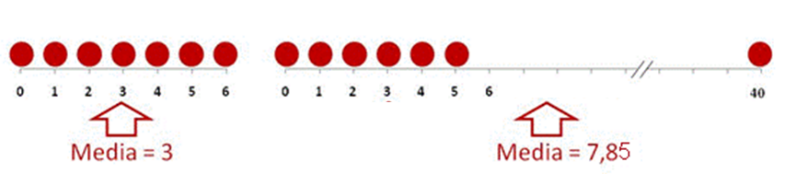 0 1 2 3 4 5 6
0 1 2 3 4 5 6 40
Media = 3
Media = 7,85